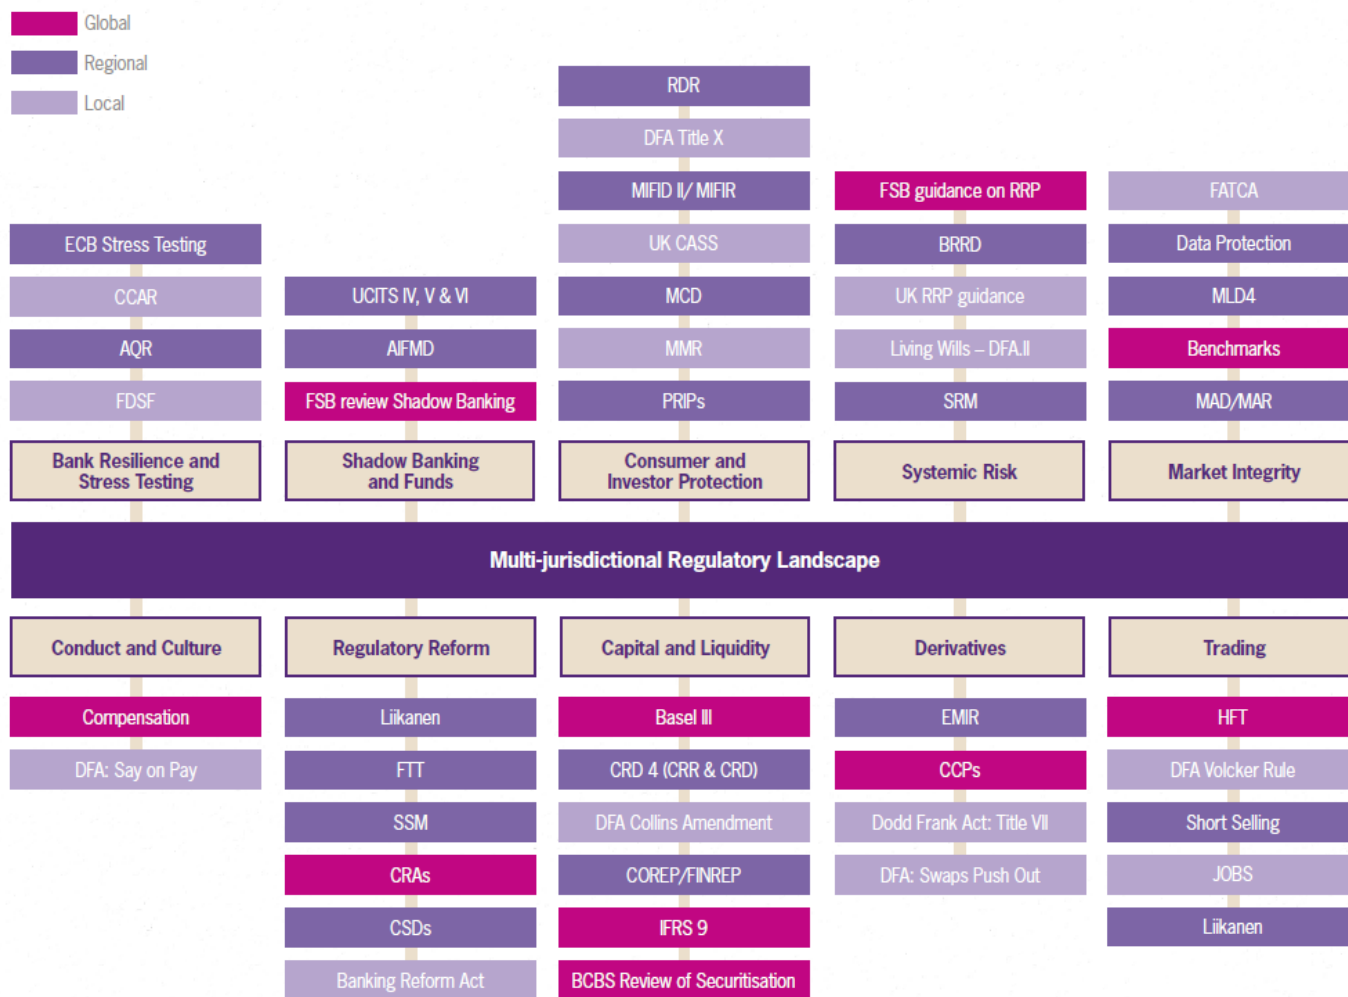 Global
Regional
Local
ECB Stress Testing
CCAR
AQR
FDSF
Bank Resilience and
Stress Testing
UCITS IV, V & VI
AIFMD
FSB review Shadow Banking
Shadow Banking
and Funds
RDR
DFA Title X
MIFID II/ MIFIR
UK CASS
MCD
MMR
PRIPs
Consumer and
Investor Protection
FSB guidance on RRP
BRRD
UK RRP guidance
Living Wills – DFA.II
SRM
Systemic Risk
FATCA
Data Protection
MLD4
Benchmarks
MAD/MAR
Market Integrity
Multi-jurisdictional Regulatory Landscape
Conduct and Culture
Compensation
DFA: Say on Pay
Regulatory Reform
Liikanen
FTT
SSM
CRAs
CSDs
Banking Reform Act
Capital and Liquidity
Basel III
CRD 4 (CRR & CRD)
DFA Collins Amendment
COREP/FINREP
IFRS 9
BCBS Review of Securitisation
Derivatives
EMIR
CCPs
Dodd Frank Act: Title VII
DFA: Swaps Push Out
Trading
HFT
DFA Volcker Rule
Short Selling
JOBS
Liikanen